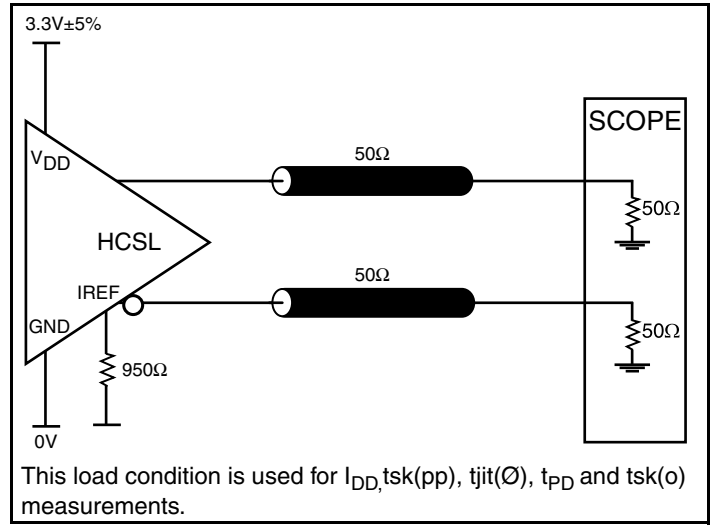 3.3V±5%
SCOPE
VDD
50Ω
50Ω
HCSL
IREF
50Ω
GND
50Ω
950Ω
0V
This load condition is used for IDD,tsk(pp), tjit(Ø), tPD and tsk(o)
measurements.